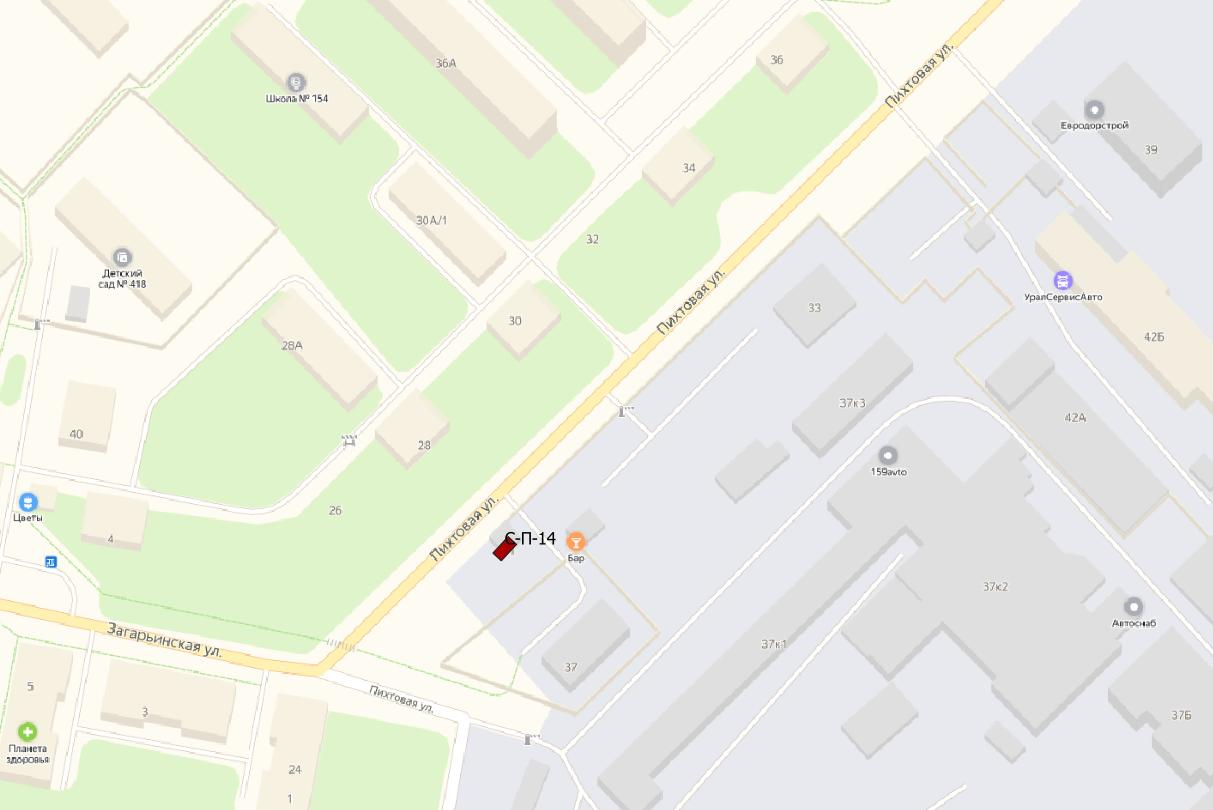 36А
36
Школа № 154
Пихтовая ул.
Евродорстрой
39
34
30А/1
32
Детский
сад № 418
УралСервисАвто
Пихтовая ул.
33
30
42Б
28А
37к3
42А
40
28
159avto
Цветы
26
4
Пихтовая ул.
С-П-14
Бар
37к2
Автоснаб
Загарьинская ул.
37к1
37
5
3
Пихтовая ул.
37Б
Планета
здоровья
24
1